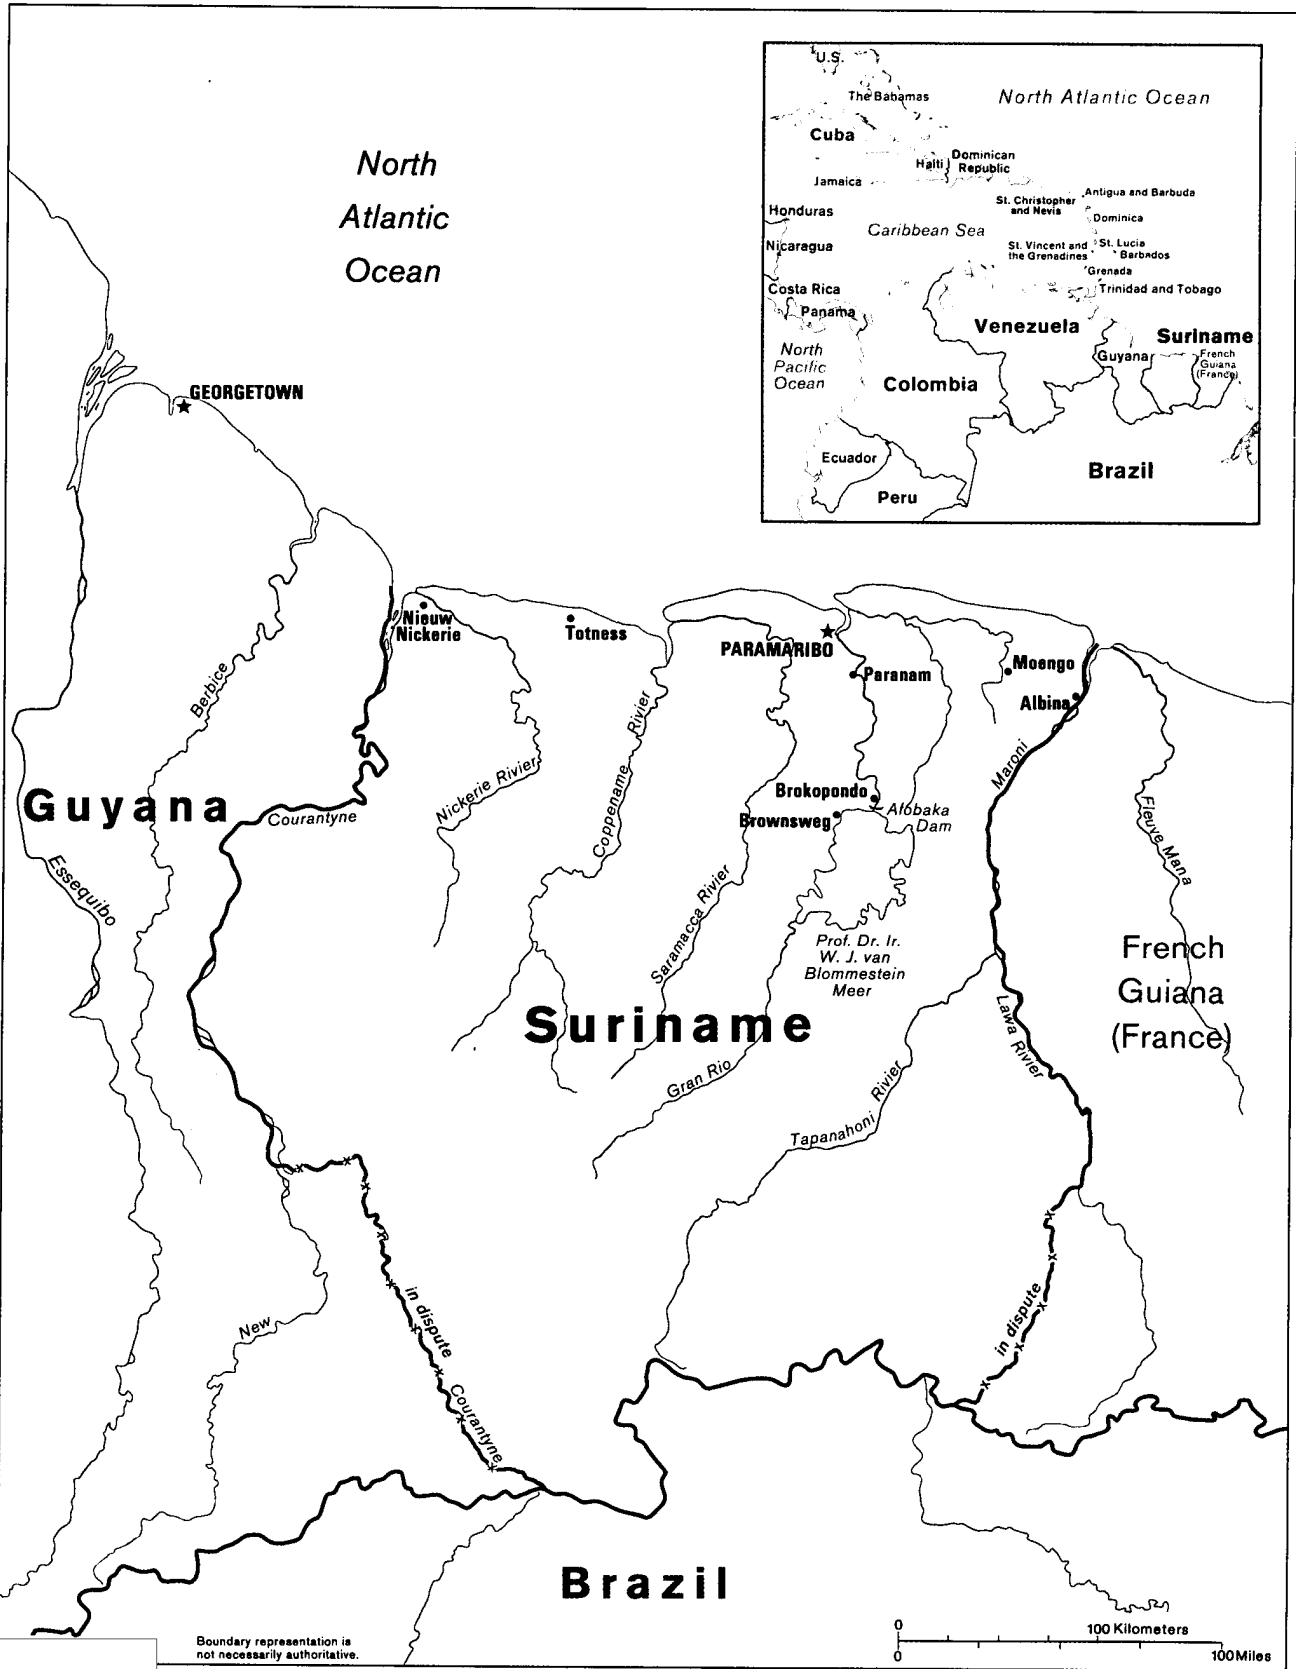 North
Atlantic
Ocean
U.S.
The Bahamas
North Atlantic Ocean
Cuba
Haiti
Dominican
Republic
Jamaica
Antigua and Barbuda
St. Christopher
and Nevis
Honduras
Dominica
Caribbean Sea
Nicaragua
St. Vincent and
the Grenadines
St. Lucia
Barbados
Grenada
Costa Rica
Trinidad and Tobago
Panama
Venezuela
Suriname
North
Pacific
Ocean
Guyana
French
Guiana
(France)
Colombia
Ecuador
Brazil
Peru
GEORGETOWN
Nieuw
Nickerie
Totness
PARAMARIBO
Paranam
Moengo
Albina
Berbice
Coppename Rivier
Maroni
Nickerie Rivier
Brokopondo
Brownsweg
Afobaka
Dam
Guyana
Courantyne
Fleuve Mana
Essequibo
Saramacca Rivier
Prof. Dr. Ir.
W. J. van
Blommestein
Meer
French
Guiana
(France)
Suriname
Lawa Rivier
Gran Rio
Tapanahoni Rivier
New
in dispute
Courantyne
in dispute
Brazil
Boundary representation is
not necessarily authoritative.
0 100 Kilometers
0 100 Miles